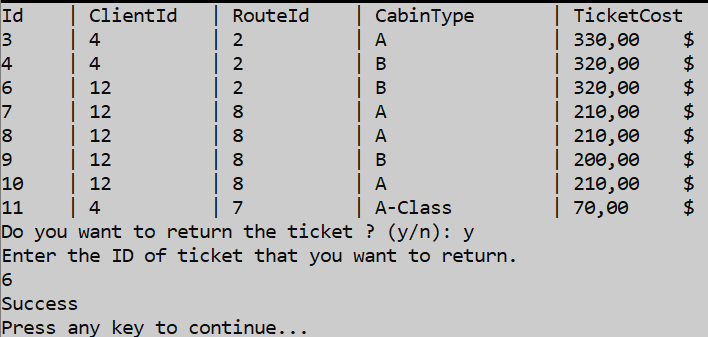 Id | ClientId | RouteId | CabinType | TicketCost
3 | 4 | 2 | A | 330,00 $
4 | 4 | 2 | B | 320,00 $
6 | 12 | 2 | B | 320,00 $
7 | 12 | 8 | A | 210,00 $
8 | 12 | 8 | A | 210,00 $
9 | 12 | 8 | B | 200,00 $
10 | 12 | 8 | A | 210,00 $
11 | 4 | 7 | A-Class | 70,00 $
Do you want to return the ticket ? (y/n): y
Enter the ID of ticket that you want to return.
6
Success
Press any key to continue...